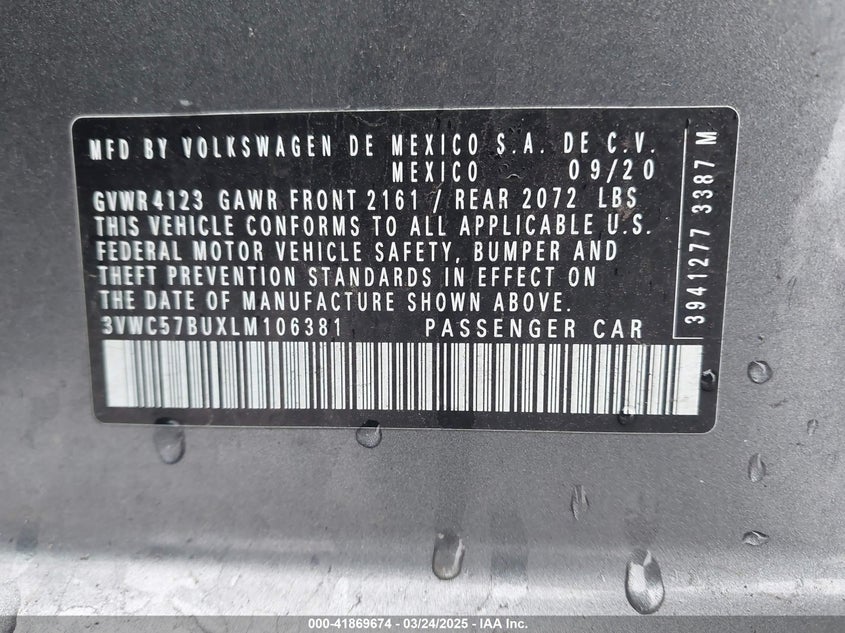 MFD BY VOLKSWAGEN DE MEXICO S.A. DE C.V.
MEXICO 09/20
GVWR 4123 GAWR FRONT 2161 / REAR 2072 LBS
THIS VEHICLE CONFORMS TO ALL APPLICABLE U.S.
FEDERAL MOTOR VEHICLE SAFETY, BUMPER AND
THEFT PREVENTION STANDARDS IN EFFECT ON
THE DATE OF MANUFACTURE SHOWN ABOVE.
3VWC57BUXLM106381 PASSENGER CAR
3941277 3387 M
000-41869674 - 03/24/2025 - IAA Inc.